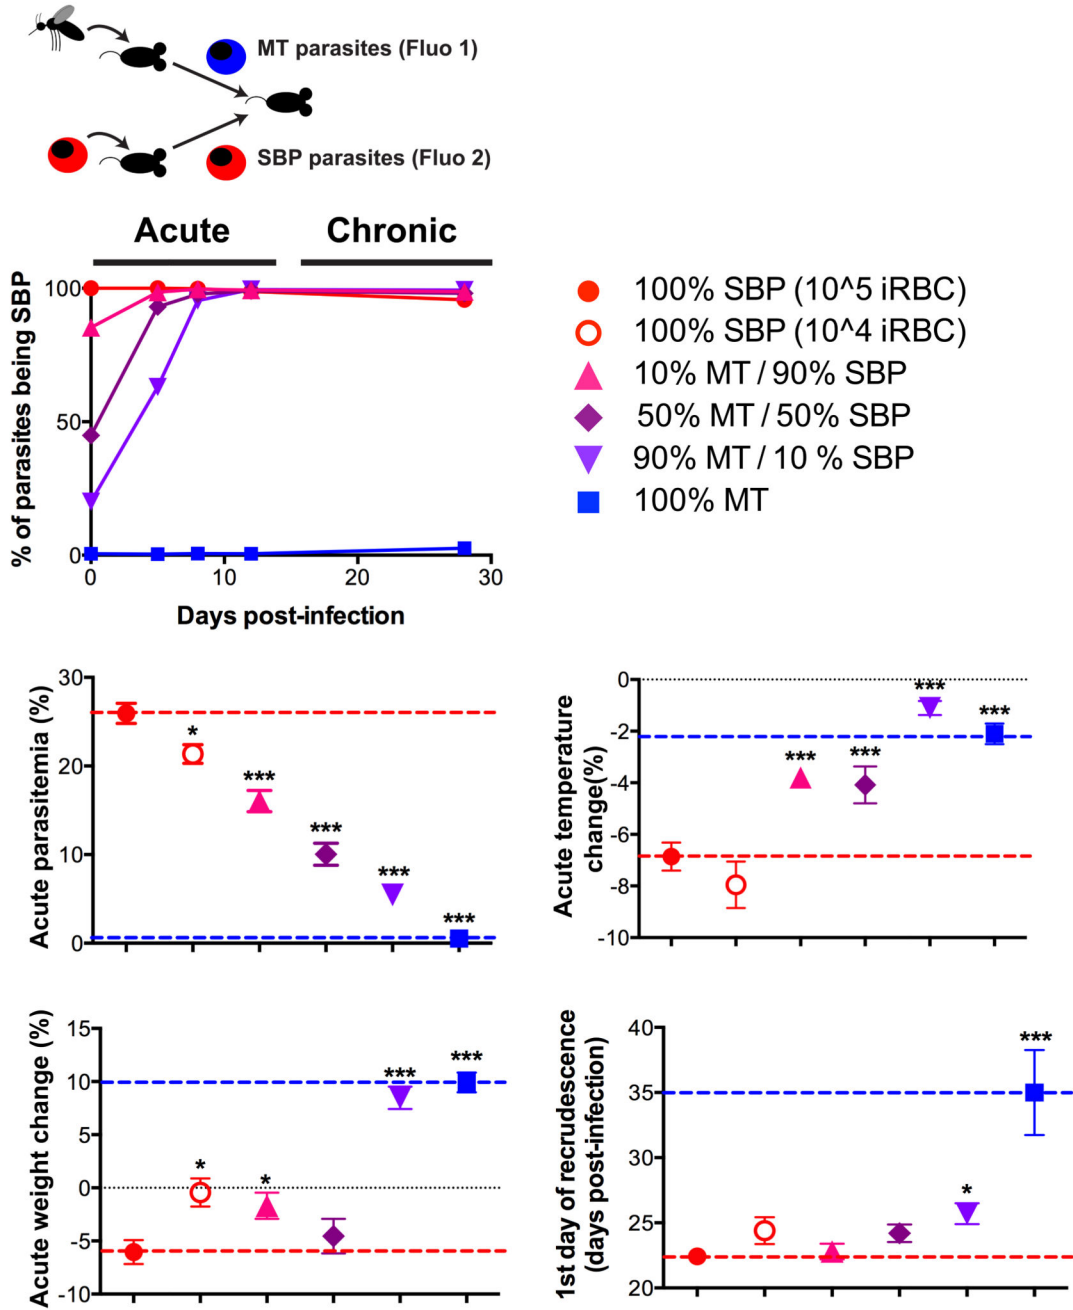 MT parasites (Fluo 1)
SBP parasites (Fluo 2)
Acute
Chronic
% of parasites being SBP
100
50
0
0
10
20
30
Days post-infection
100% SBP (10^5 iRBC)
100% SBP (10^4 iRBC)
10% MT / 90% SBP
50% MT / 50% SBP
90% MT / 10 % SBP
100% MT
Acute parasitemia (%)
30
20
10
0
*
***
***
***
***
Acute temperature
change(%)
0
-2
-4
-6
-8
-10
***
***
***
***
Acute weight change (%)
15
10
5
0
-5
-10
*
*
***
***
1st day of recrudescence
(days post-infection)
40
35
30
25
20
*
***